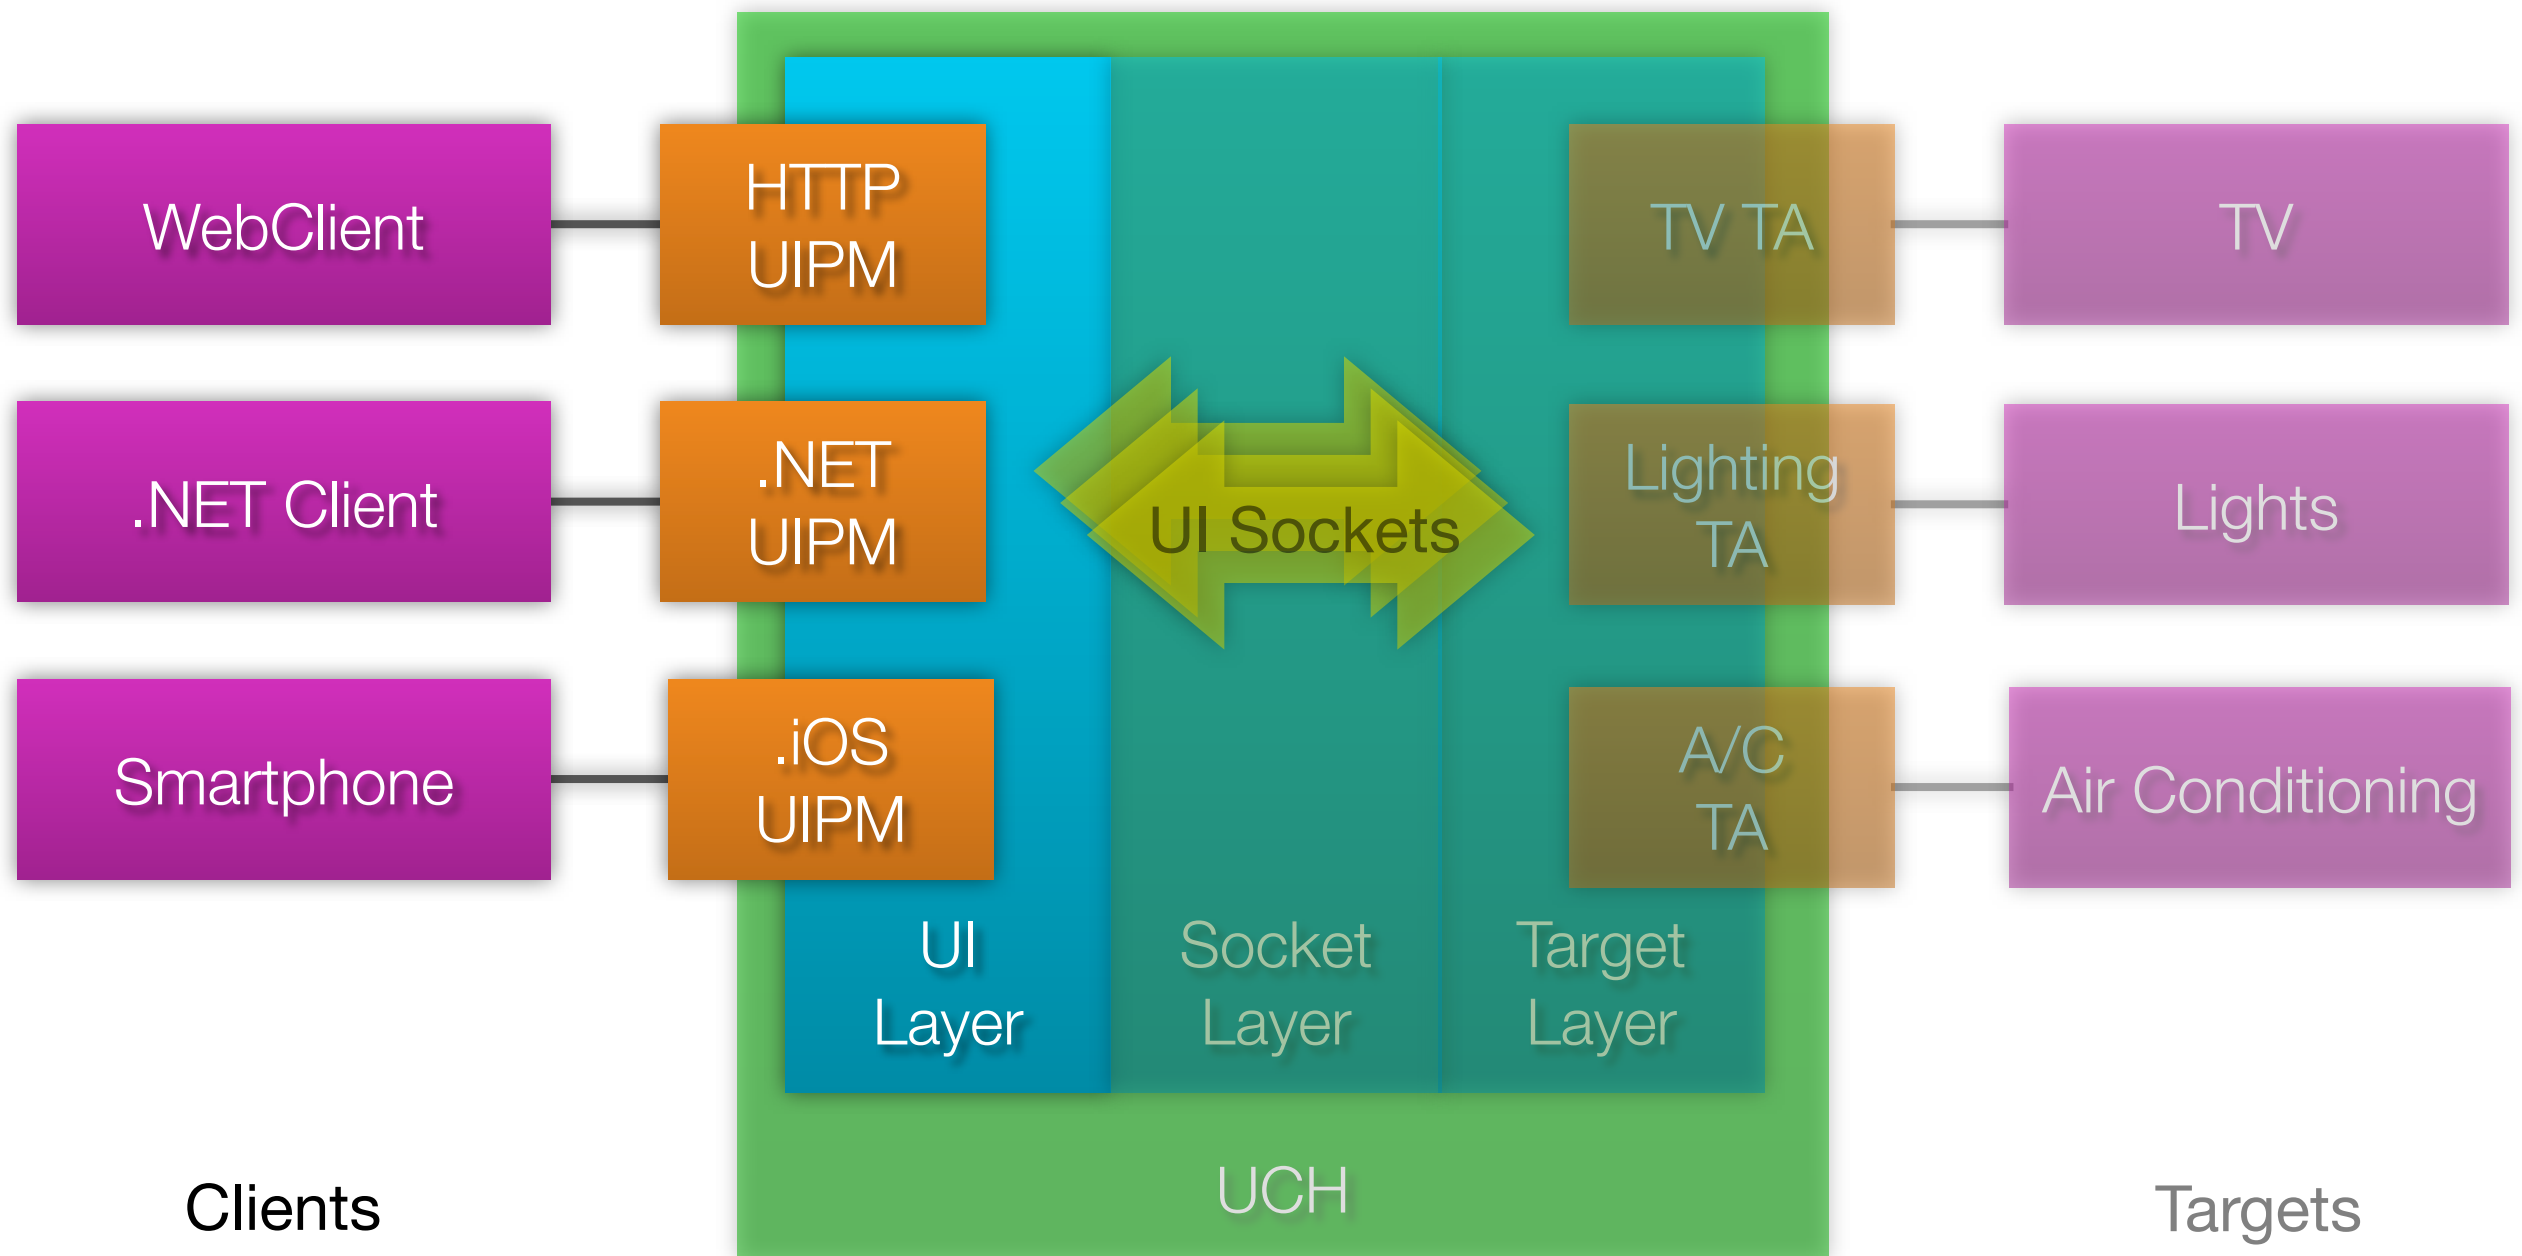 WebClient
HTTP
UIPM
TV TA
TV
.NET Client
.NET
UIPM
UI Sockets
Lighting
TA
Lights
Smartphone
.iOS
UIPM
A/C
TA
Air Conditioning
UI
Layer
Socket
Layer
Target
Layer
Clients
UCH
Targets